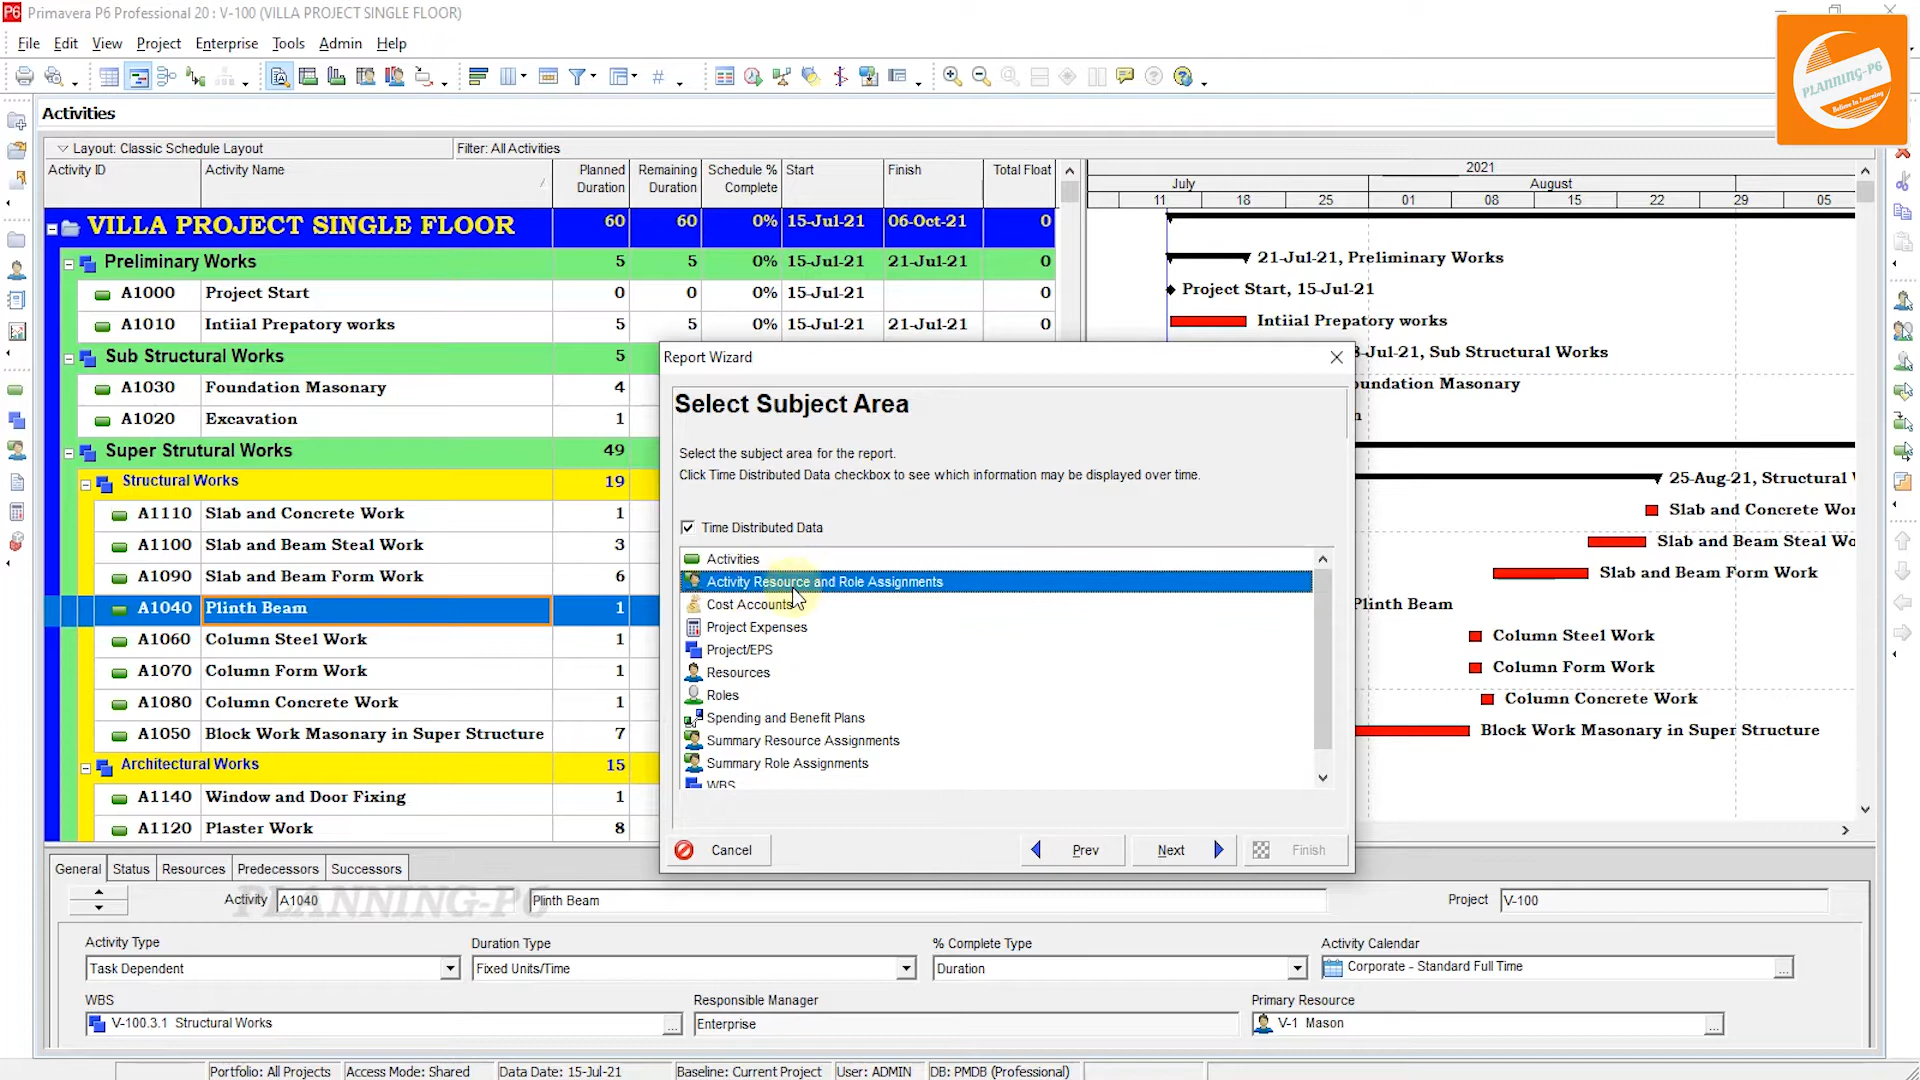 P6 Primavera P6 Professional 20 : V-100 (VILLA PROJECT SINGLE FLOOR)
File Edit View Project Enterprise Tools Admin Help
PLANNING-P6
Believe In Learning
Activities
Layout: Classic Schedule Layout Filter: All Activities
Activity ID Activity Name Planned Duration Remaining Duration Schedule % Complete Start Finish Total Float
2021
July August
11 18 25 01 08 15 22 29 05
VILLA PROJECT SINGLE FLOOR 60 60 0% 15-Jul-21 06-Oct-21 0
Preliminary Works 5 5 0% 15-Jul-21 21-Jul-21 0
21-Jul-21, Preliminary Works
A1000 Project Start 0 0 0% 15-Jul-21 0
Project Start, 15-Jul-21
A1010 Intiial Prepatory works 5 5 0% 15-Jul-21 21-Jul-21 0
Intiial Prepatory works
Sub Structural Works 5
-Jul-21, Sub Structural Works
A1030 Foundation Masonary 4
oundation Masonary
A1020 Excavation 1
n
Super Strutural Works 49
Structural Works 19
25-Aug-21, Structural
A1110 Slab and Concrete Work 1
Slab and Concrete Wor
A1100 Slab and Beam Steal Work 3
Slab and Beam Steal Wo
A1090 Slab and Beam Form Work 6
Slab and Beam Form Work
A1040 Plinth Beam 1
Plinth Beam
A1060 Column Steel Work 1
Column Steel Work
A1070 Column Form Work 1
Column Form Work
A1080 Column Concrete Work 1
Column Concrete Work
A1050 Block Work Masonary in Super Structure 7
Block Work Masonary in Super Structure
Architectural Works 15
A1140 Window and Door Fixing 1
A1120 Plaster Work 8
Report Wizard
Select Subject Area
Select the subject area for the report.
Click Time Distributed Data checkbox to see which information may be displayed over time.
Time Distributed Data
Activities
Activity Resource and Role Assignments
Cost Accounts
Project Expenses
Project/EPS
Resources
Roles
Spending and Benefit Plans
Summary Resource Assignments
Summary Role Assignments
WBS
Cancel Prev Next Finish
General Status Resources Predecessors Successors
PLANNING-P6
Activity A1040 Plinth Beam Project V-100
Activity Type Duration Type % Complete Type Activity Calendar
Task Dependent Fixed Units/Time Duration Corporate - Standard Full Time
WBS Responsible Manager Primary Resource
V-100.3.1 Structural Works Enterprise V-1 Mason
Portfolio: All Projects Access Mode: Shared Data Date: 15-Jul-21 Baseline: Current Project User: ADMIN DB: PMDB (Professional)